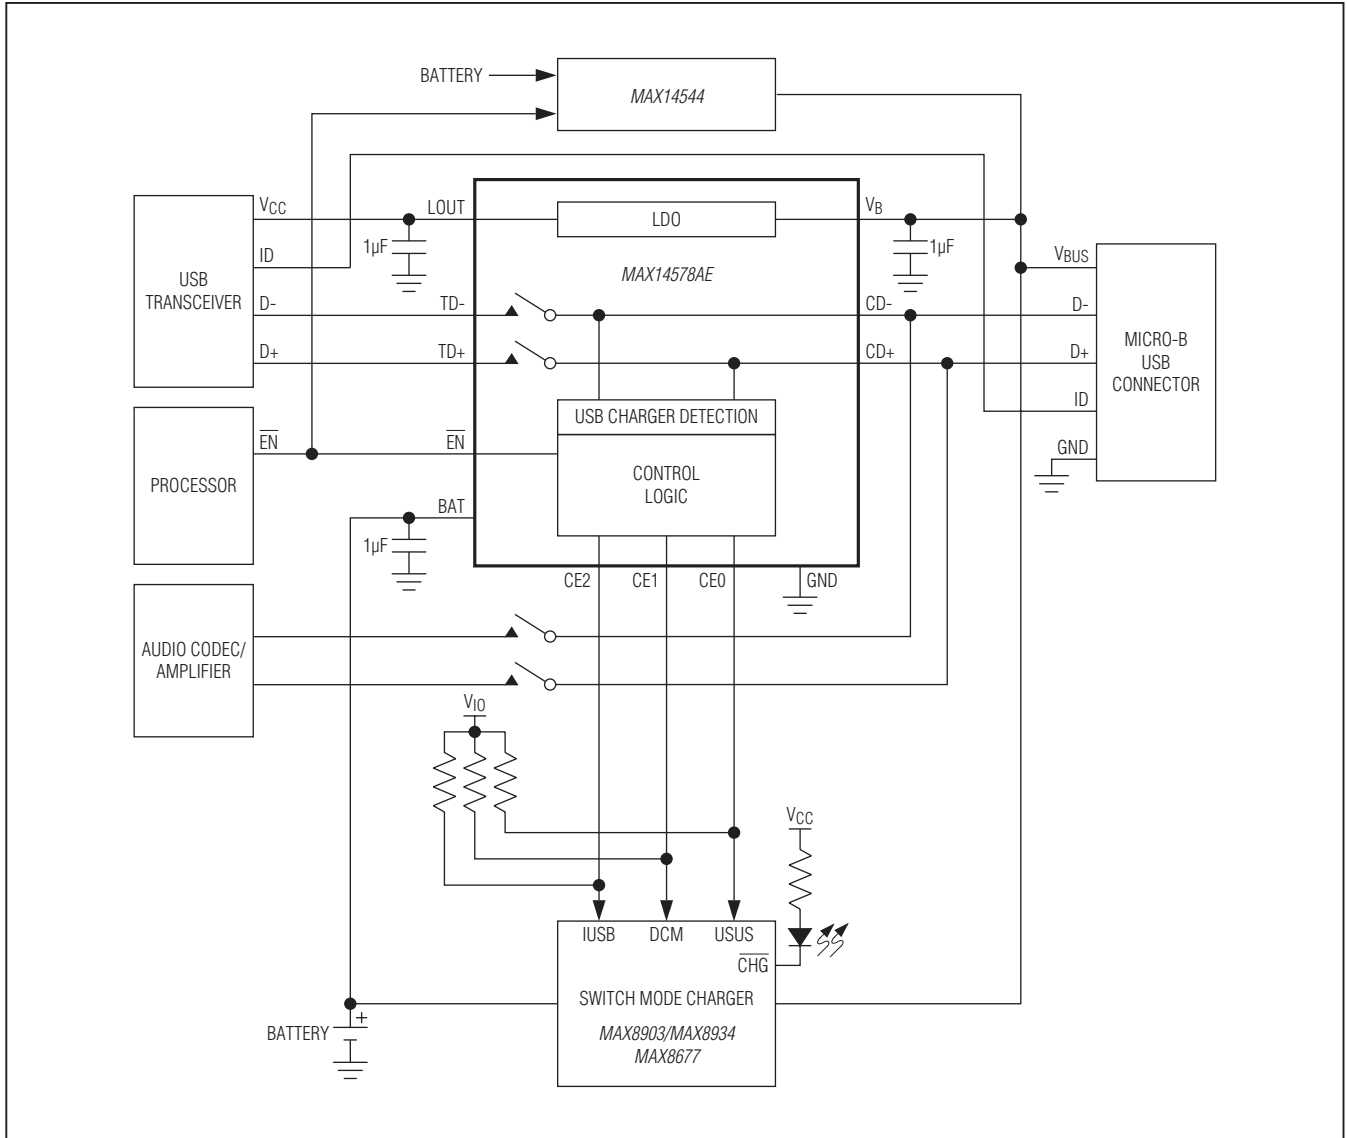 BATTERY
MAX14544
VCC
LOUT
LDO
VB
1µF
1µF
ID
MAX14578AE
VBUS
USB
TRANSCEIVER
D-
TD-
CD-
D-
D+
TD+
CD+
D+
MICRO-B
USB
CONNECTOR
ID
USB CHARGER DETECTION
EN
EN
GND
PROCESSOR
CONTROL
LOGIC
BAT
1µF
CE2
CE1
CE0
GND
AUDIO CODEC/
AMPLIFIER
VIO
VCC
IUSB
DCM
USUS
CHG
SWITCH MODE CHARGER
MAX8903/MAX8934
MAX8677
BATTERY
+